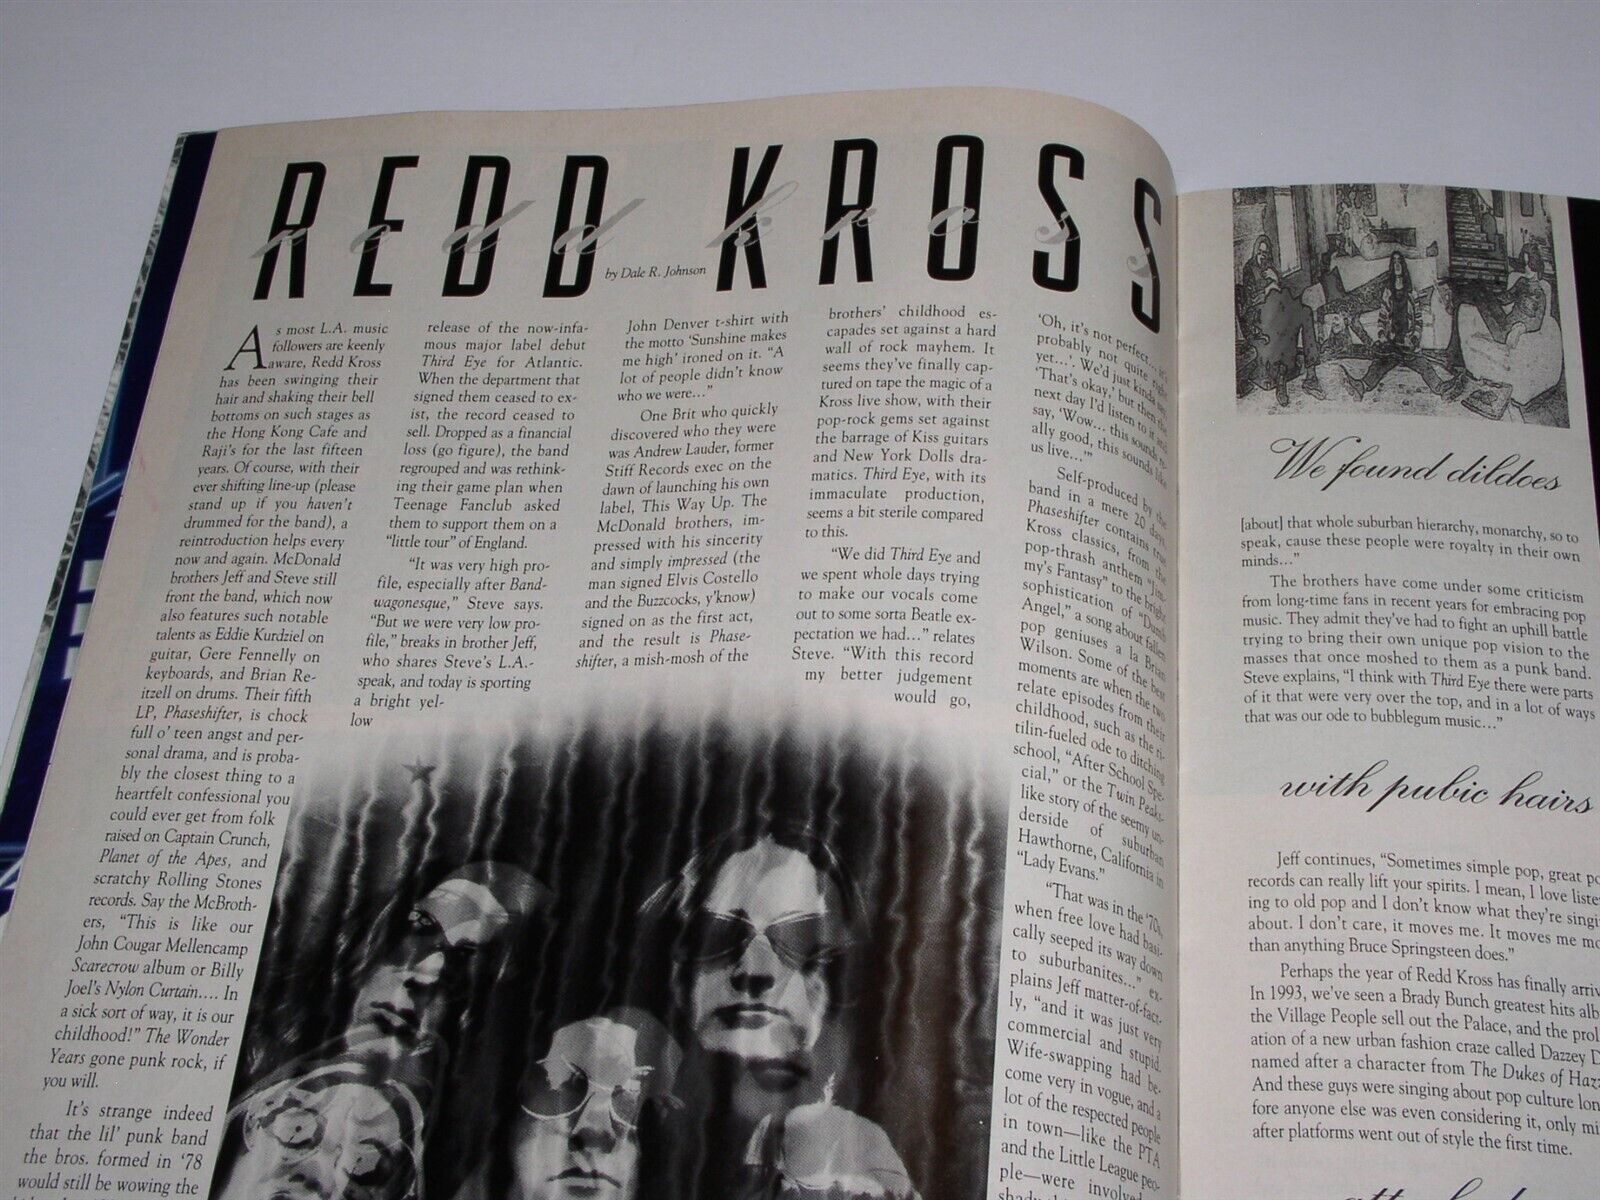 REDD KROSS
redd kross
by Dale R. Johnson
As most L.A. music
followers are keenly
aware, Redd Kross
has been swinging their
hair and shaking their bell
bottoms on such stages as
the Hong Kong Cafe and
Raji's for the last fifteen
years. Of course, with their
ever shifting line-up (please
stand up if you haven't
drummed for the band), a
reintroduction helps every
now and again. McDonald
brothers Jeff and Steve still
front the band, which now
also features such notable
talents as Eddie Kurdziel on
guitar, Gere Fennelly on
keyboards, and Brian Re-
itzell on drums. Their fifth
LP, Phaseshifter, is chock
full o' teen angst and per-
sonal drama, and is proba-
bly the closest thing to a
heartfelt confessional you
could ever get from folk
raised on Captain Crunch,
Planet of the Apes, and
scratchy Rolling Stones
records. Say the McBroth-
ers, "This is like our
John Cougar Mellencamp
Scarecrow album or Billy
Joel's Nylon Curtain.... In
a sick sort of way, it is our
childhood!" The Wonder
Years gone punk rock, if
you will.
It's strange indeed
that the lil' punk band
the bros. formed in '78
would still be wowing the
release of the now-infa-
mous major label debut
Third Eye for Atlantic.
When the department that
signed them ceased to ex-
ist, the record ceased to
sell. Dropped as a financial
loss (go figure), the band
regrouped and was rethink-
ing their game plan when
Teenage Fanclub asked
them to support them on a
"little tour" of England.
"It was very high pro-
file, especially after Band-
wagonesque," Steve says.
"But we were very low pro-
file," breaks in brother Jeff,
who shares Steve's L.A.-
speak, and today is sporting
a bright yel-
low
John Denver t-shirt with
the motto 'Sunshine makes
me high' ironed on it. "A
lot of people didn't know
who we were..."
One Brit who quickly
discovered who they were
was Andrew Lauder, former
Stiff Records exec on the
dawn of launching his own
label, This Way Up. The
McDonald brothers, im-
pressed with his sincerity
and simply impressed (the
man signed Elvis Costello
and the Buzzcocks, y'know)
signed on as the first act,
and the result is Phase-
shifter, a mish-mosh of the
brothers' childhood es-
capades set against a hard
wall of rock mayhem. It
seems they've finally cap-
tured on tape the magic of a
Kross live show, with their
pop-rock gems set against
the barrage of Kiss guitars
and New York Dolls dra-
matics. Third Eye, with its
immaculate production,
seems a bit sterile compared
to this.
"We did Third Eye and
we spent whole days trying
to make our vocals come
out to some sorta Beatle ex-
pectation we had..." relates
Steve. "With this record
my better judgement
would go,
'Oh, it's not perfect... it's
probably not quite right
yet...'. We'd just kinda say,
'That's okay,' but then the
next day I'd listen to it and
say, 'Wow... this sounds re-
ally good, this sounds like
us live...'"
Self-produced by the
band in a mere 20 days,
Phaseshifter contains true
Kross classics, from the
pop-thrash anthem "Jim-
my's Fantasy" to the bright
sophistication of "Dumb
Angel," a song about fallen
pop geniuses a la Brian
Wilson. Some of the best
moments are when the two
relate episodes from their
childhood, such as the ri-
tilin-fueled ode to ditching
school, "After School Spe-
cial," or the Twin Peaks-
like story of the seemy un-
derside of suburban
Hawthorne, California in
"Lady Evans."
"That was in the '70s,
when free love had basi-
cally seeped its way down
to suburbanites..." ex-
plains Jeff matter-of-fact-
ly, "and it was just very
commercial and stupid.
Wife-swapping had be-
come very in vogue, and a
lot of the respected people
in town—like the PTA
and the Little League peo-
ple—were involved
We found dildoes
[about] that whole suburban hierarchy, monarchy, so to
speak, cause these people were royalty in their own
minds..."
The brothers have come under some criticism
from long-time fans in recent years for embracing pop
music. They admit they've had to fight an uphill battle
trying to bring their own unique pop vision to the
masses that once moshed to them as a punk band.
Steve explains, "I think with Third Eye there were parts
of it that were very over the top, and in a lot of ways
that was our ode to bubblegum music..."
with pubic hairs
Jeff continues, "Sometimes simple pop, great po
records can really lift your spirits. I mean, I love liste
ing to old pop and I don't know what they're singi
about. I don't care, it moves me. It moves me mo
than anything Bruce Springsteen does."
Perhaps the year of Redd Kross has finally arriv
In 1993, we've seen a Brady Bunch greatest hits alb
the Village People sell out the Palace, and the prol
ation of a new urban fashion craze called Dazzey D
named after a character from The Dukes of Haz
And these guys were singing about pop culture lon
fore anyone else was even considering it, only mi
after platforms went out of style the first time.